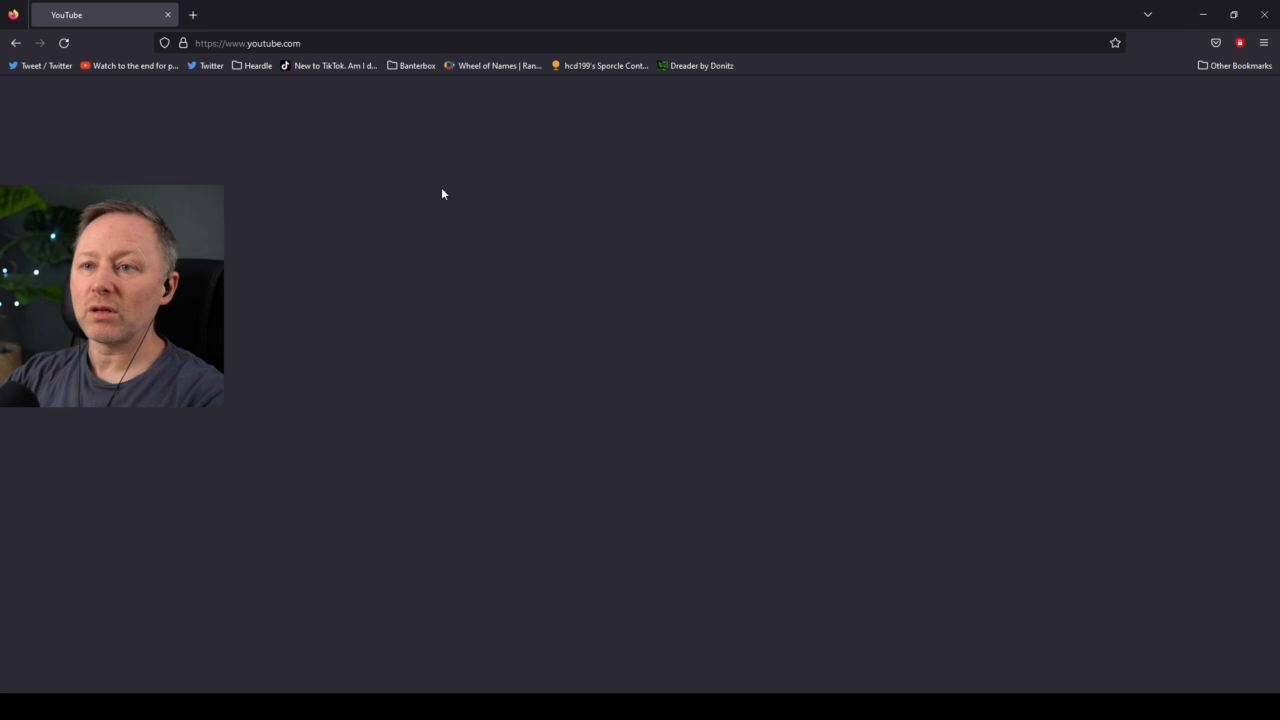 YouTube
https://www.youtube.com
Tweet / Twitter Watch to the end for p... Twitter Heardle New to TikTok. Am I d... Banterbox Wheel of Names | Ran... hcd199's Sporcle Cont... Dreader by Donitz Other Bookmarks